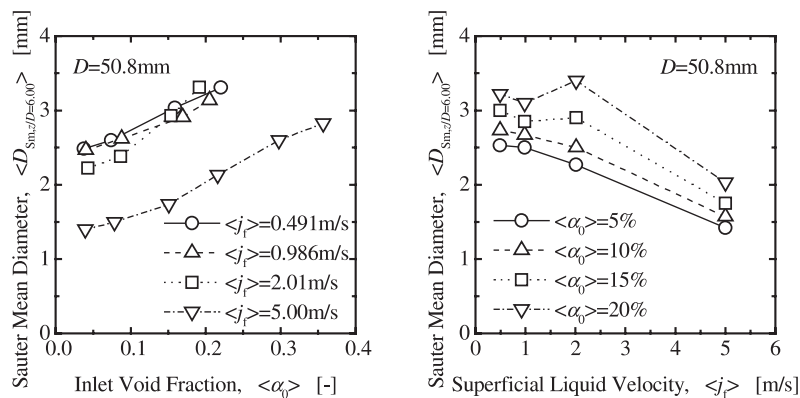 Sauter Mean Diameter, <D_Sm,z/D=6.00> [mm]
4
3
2
1
0
D=50.8mm
<j_f>=0.491m/s
<j_f>=0.986m/s
<j_f>=2.01m/s
<j_f>=5.00m/s
0.0 0.1 0.2 0.3 0.4
Inlet Void Fraction, <α_0> [-]
Sauter Mean Diameter, <D_Sm,z/D=6.00> [mm]
4
3
2
1
0
D=50.8mm
<α_0>=5%
<α_0>=10%
<α_0>=15%
<α_0>=20%
0 1 2 3 4 5 6
Superficial Liquid Velocity, <j_f> [m/s]